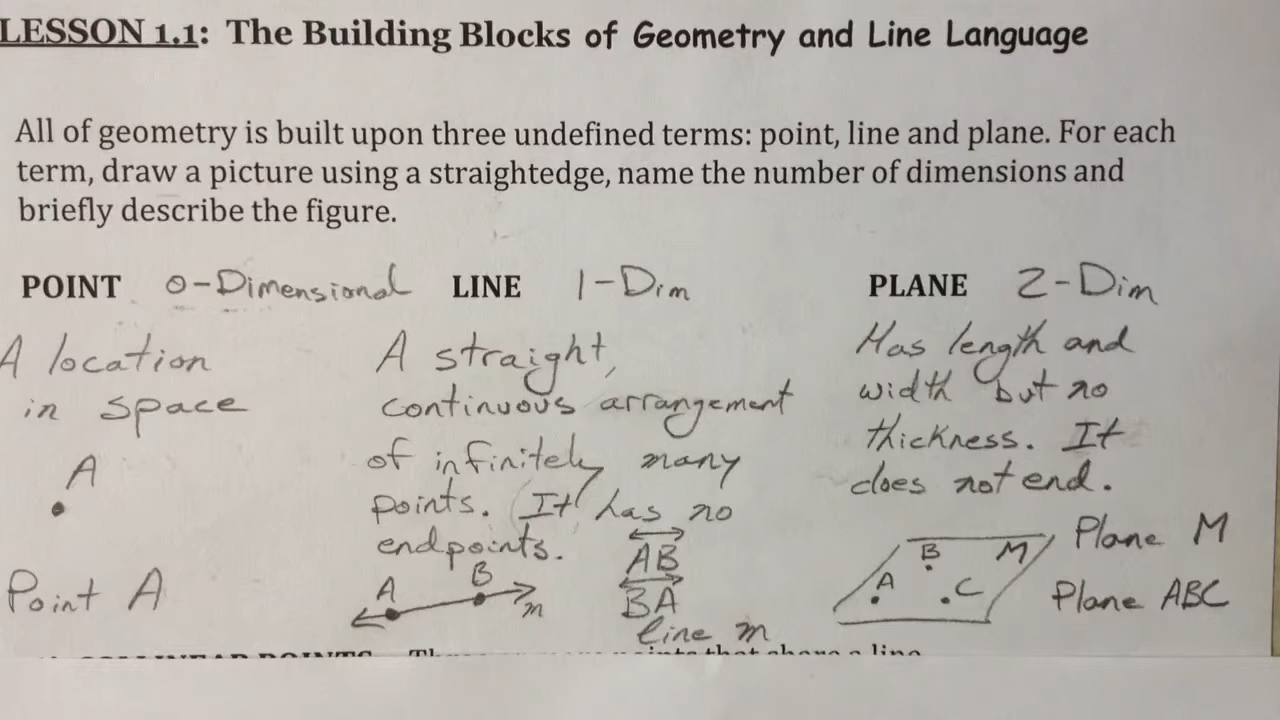 LESSON 1.1: The Building Blocks of Geometry and Line Language
All of geometry is built upon three undefined terms: point, line and plane. For each
term, draw a picture using a straightedge, name the number of dimensions and
briefly describe the figure.
POINT 0-Dimensional
A location
in space
A
Point A
LINE 1-Dim
A straight,
continuous arrangement
of infinitely many
points. It has no
endpoints.
A B m
AB
BA
line m
PLANE 2-Dim
Has length and
width but no
thickness. It
does not end.
B M
A C
Plane M
Plane ABC